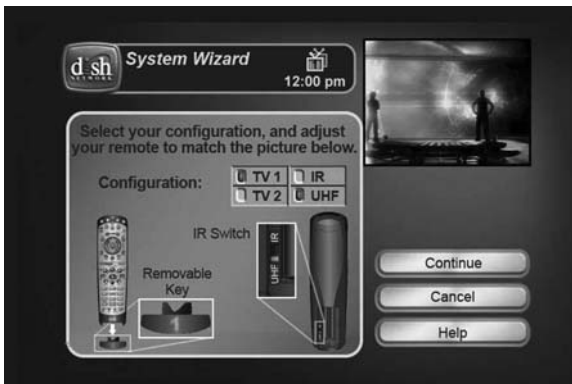 dish
NETWORK
System Wizard
12:00 pm
Select your configuration, and adjust
your remote to match the picture below.
Configuration:
TV 1
IR
TV 2
UHF
IR Switch
UHF IR
Removable
Key
1
Continue
Cancel
Help